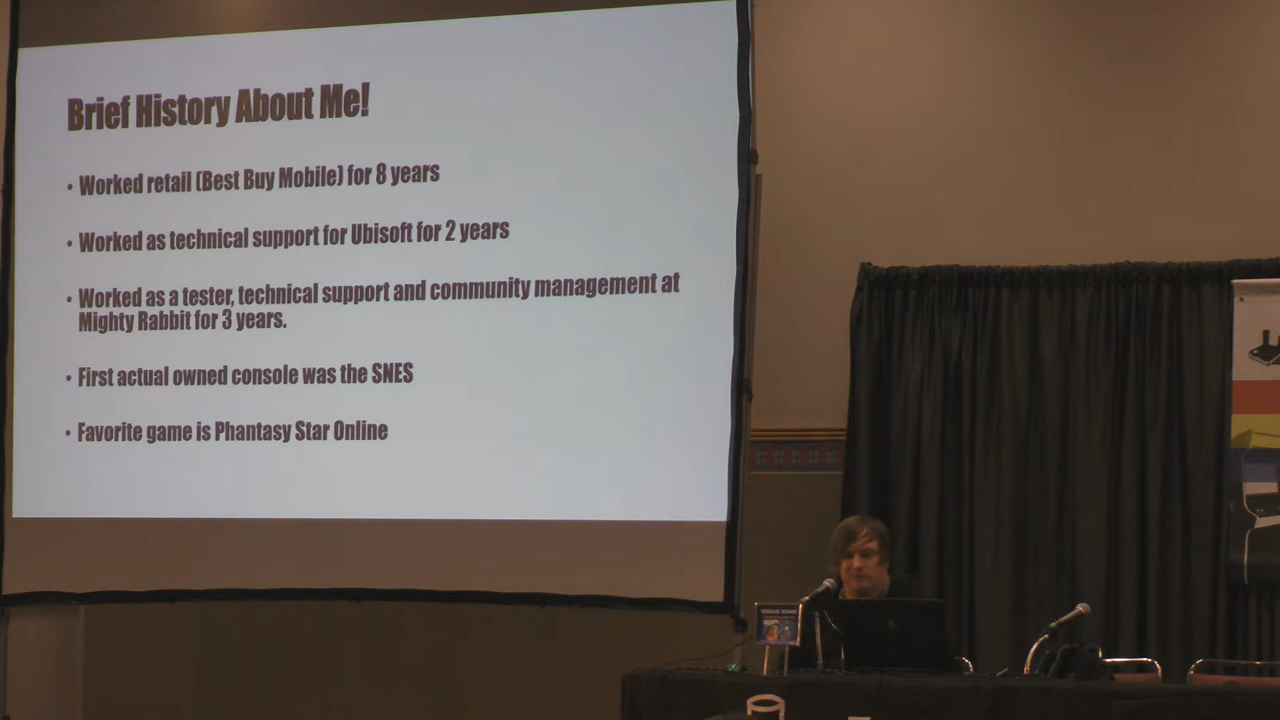 Brief History About Me!
• Worked retail (Best Buy Mobile) for 8 years
• Worked as technical support for Ubisoft for 2 years
• Worked as a tester, technical support and community management at
Mighty Rabbit for 3 years.
• First actual owned console was the SNES
• Favorite game is Phantasy Star Online